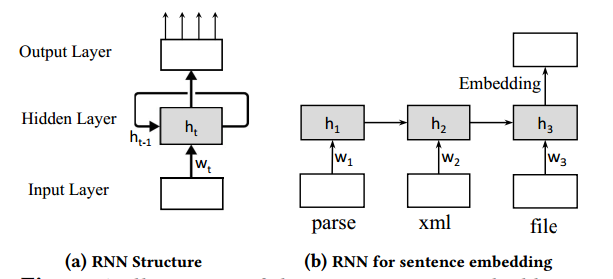 Output Layer
Hidden Layer
h_t
h_{t-1}
w_t
Input Layer
Embedding
h_1
h_2
h_3
w_1
w_2
w_3
parse
xml
file
(a) RNN Structure
(b) RNN for sentence embedding